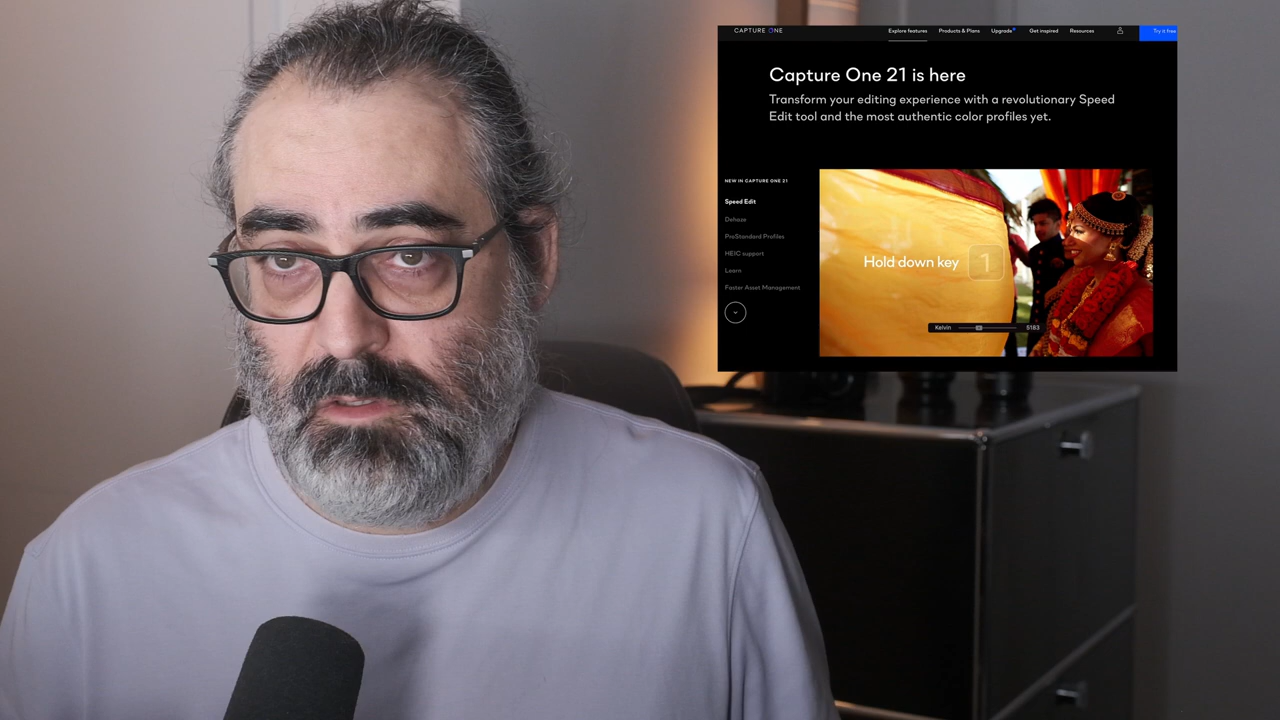 CAPTURE ONE
Explore features
Products & Plans
Upgrade
Get inspired
Resources
Try it free
Capture One 21 is here
Transform your editing experience with a revolutionary Speed
Edit tool and the most authentic color profiles yet.
NEW IN CAPTURE ONE 21
Speed Edit
Dehaze
ProStandard Profiles
HEIC support
Learn
Faster Asset Management
Hold down key 1
Kelvin 5183